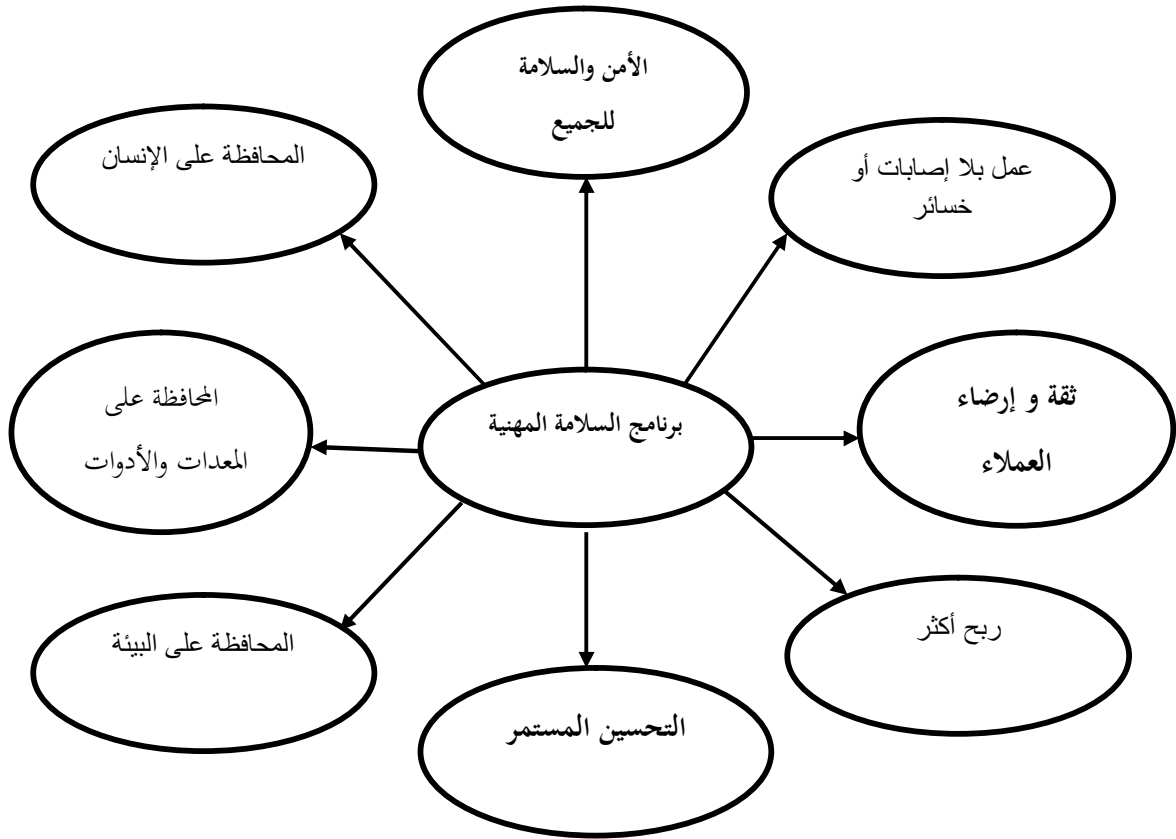 الأمن والسلامة
للجميع
عمل بلا إصابات أو
خسائر
المحافظة على الإنسان
ثقة و إرضاء
العملاء
برنامج السلامة المهنية
المحافظة على
المعدات والأدوات
ربح أكثر
المحافظة على البيئة
التحسين المستمر